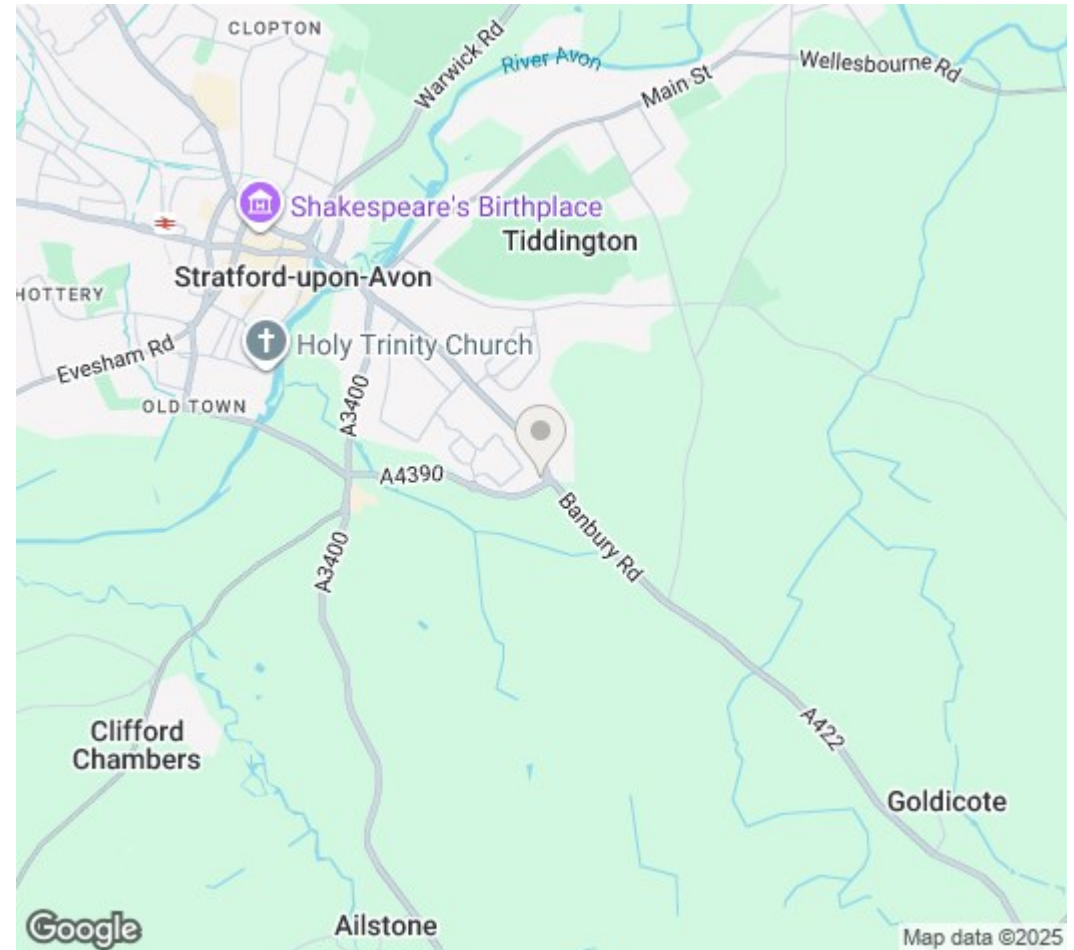 CLOPTON
Warwick Rd
River Avon
Main St
Wellesbourne Rd
Shakespeare's Birthplace
Tiddington
Stratford-upon-Avon
HOTTERY
Holy Trinity Church
Evesham Rd
OLD TOWN
A3400
A4390
Banbury Rd
A3400
Clifford
Chambers
A422
Goldicote
Ailstone
Google
Map data ©2025